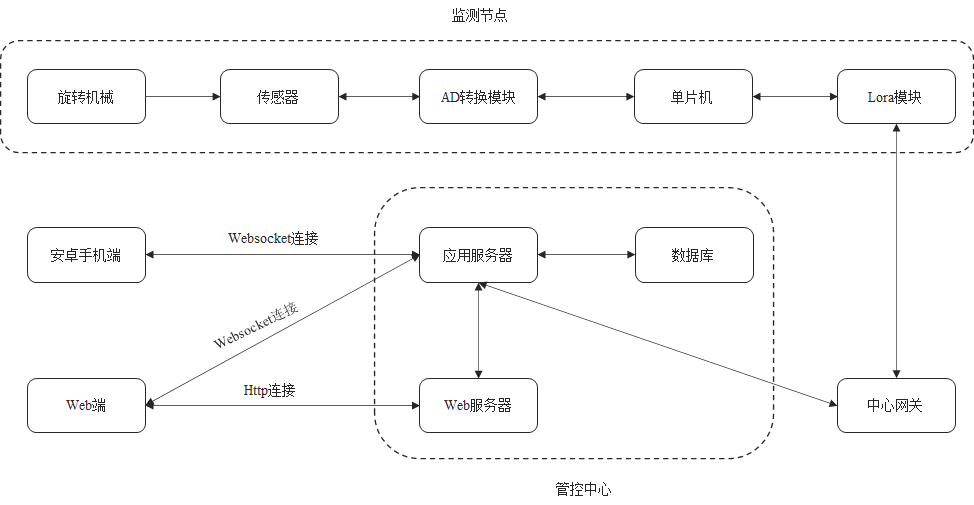 监测节点
旋转机械
传感器
AD转换模块
单片机
Lora模块
安卓手机端
Websocket连接
应用服务器
数据库
Websocket连接
Web端
Http连接
Web服务器
中心网关
管控中心